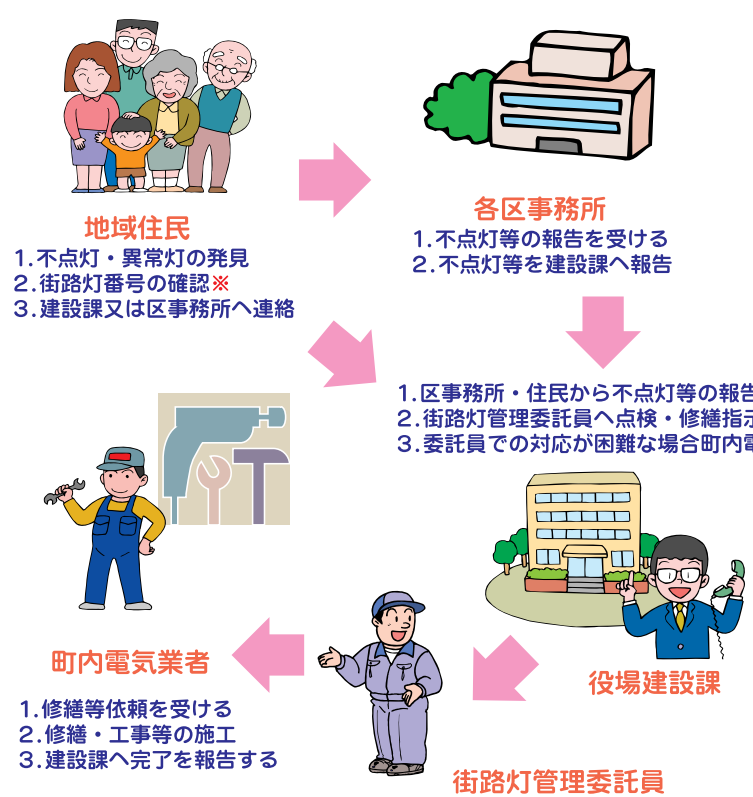 地域住民
1.不点灯・異常灯の発見
2.街路灯番号の確認※
3.建設課又は区事務所へ連絡
各区事務所
1.不点灯等の報告を受ける
2.不点灯等を建設課へ報告
1.区事務所・住民から不点灯等の報告
2.街路灯管理委託員へ点検・修繕指示
3.委託員での対応が困難な場合町内電
役場建設課
街路灯管理委託員
町内電気業者
1.修繕等依頼を受ける
2.修繕・工事等の施工
3.建設課へ完了を報告する